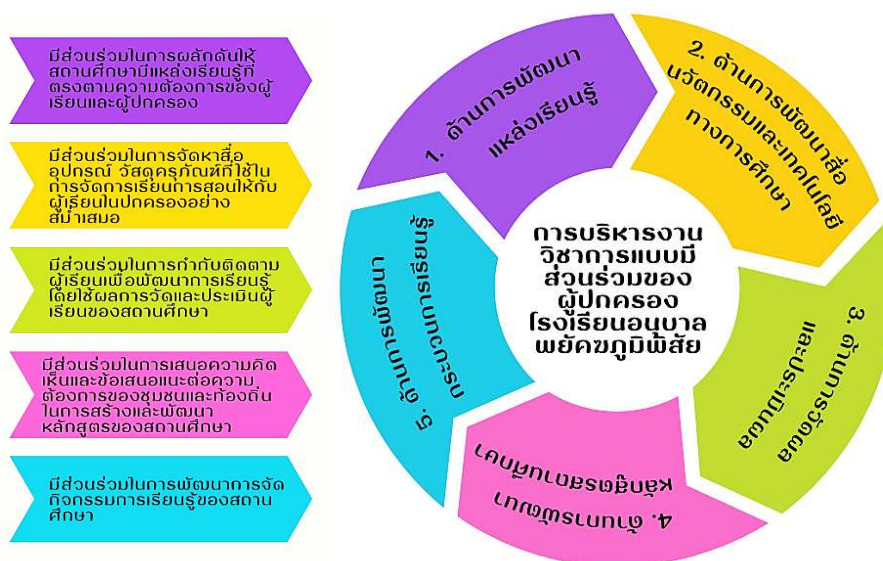 มีส่วนร่วมในการผลักดันให้
สถานศึกษามีแหล่งเรียนรู้ที่
ตรงตามความต้องการของผู้
เรียนและผู้ปกครอง
มีส่วนร่วมในการจัดหาสื่อ
อุปกรณ์ วัสดุครุภัณฑ์ที่ใช้ใน
การจัดการเรียนการสอนให้กับ
ผู้เรียนในปกครองอย่าง
สม่ำเสมอ
มีส่วนร่วมในการกำกับติดตาม
ผู้เรียนเพื่อพัฒนาการเรียนรู้
โดยใช้ผลการวัดและประเมินผู้
เรียนของสถานศึกษา
มีส่วนร่วมในการเสนอความคิด
เห็นและข้อเสนอแนะต่อความ
ต้องการของชุมชนและท้องถิ่น
ในการสร้างและพัฒนา
หลักสูตรของสถานศึกษา
มีส่วนร่วมในการพัฒนาการจัด
กิจกรรมการเรียนรู้ของสถาน
ศึกษา
1. ด้านการพัฒนา
แหล่งเรียนรู้
2. ด้านการพัฒนาสื่อ
นวัตกรรมและเทคโนโลยี
ทางการศึกษา
3. ด้านการวัดผล
และประเมินผล
4. ด้านการพัฒนา
หลักสูตรสถานศึกษา
5. ด้านการพัฒนา
กระบวนการเรียนรู้
การบริหารงาน
วิชาการแบบมี
ส่วนร่วมของ
ผู้ปกครอง
โรงเรียนอนุบาล
พยัคฆภูมิพิสัย